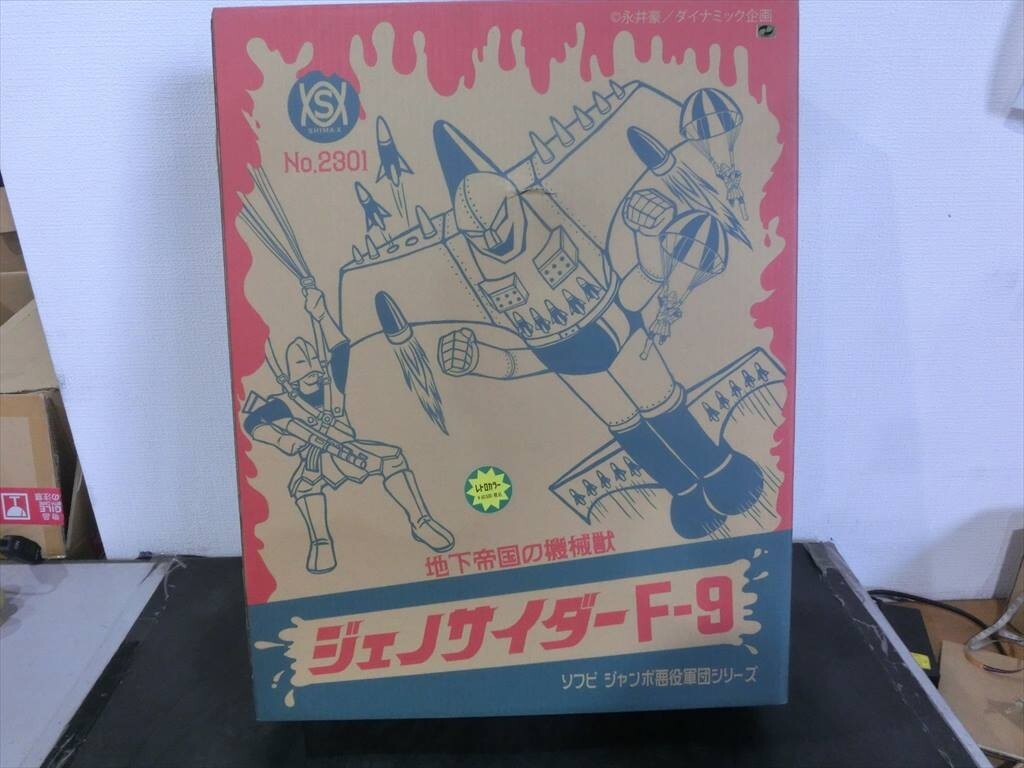 ©永井豪／ダイナミック企画
SHIMA X
No.2301
レトロカラー
地下帝国の機械獣
ジェノサイダーF-9
ソフビ ジャンボ悪役軍団シリーズ